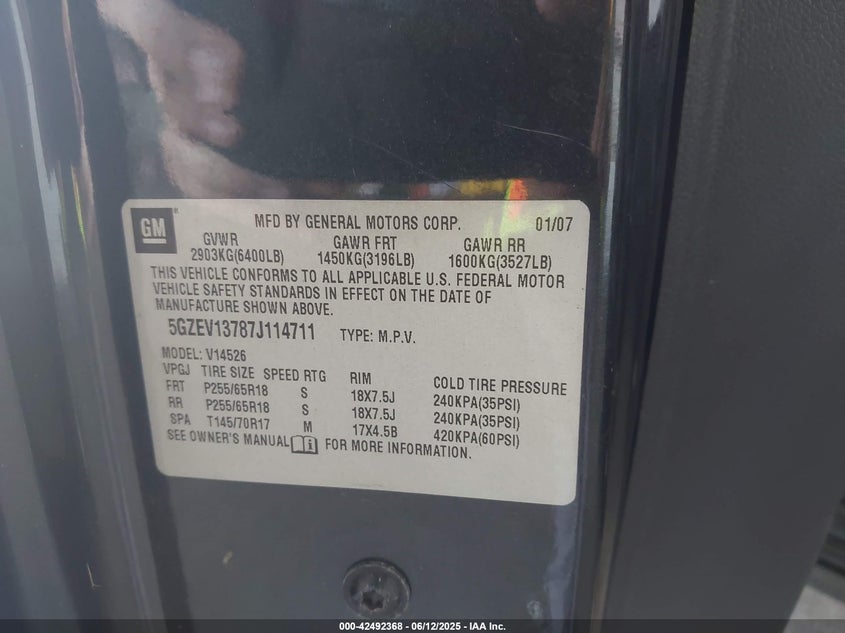 GM
MFD BY GENERAL MOTORS CORP. 01/07
GVWR GAWR FRT GAWR RR
2903KG(6400LB) 1450KG(3196LB) 1600KG(3527LB)
THIS VEHICLE CONFORMS TO ALL APPLICABLE U.S. FEDERAL MOTOR
VEHICLE SAFETY STANDARDS IN EFFECT ON THE DATE OF
MANUFACTURE SHOWN ABOVE.
5GZEV13787J114711 TYPE: M.P.V.
MODEL: V14526
VPGJ TIRE SIZE SPEED RTG RIM COLD TIRE PRESSURE
FRT P255/65R18 S 18X7.5J 240KPA(35PSI)
RR P255/65R18 S 18X7.5J 240KPA(35PSI)
SPA T145/70R17 M 17X4.5B 420KPA(60PSI)
SEE OWNER'S MANUAL i FOR MORE INFORMATION.
000-42492368 - 06/12/2025 - IAA Inc.